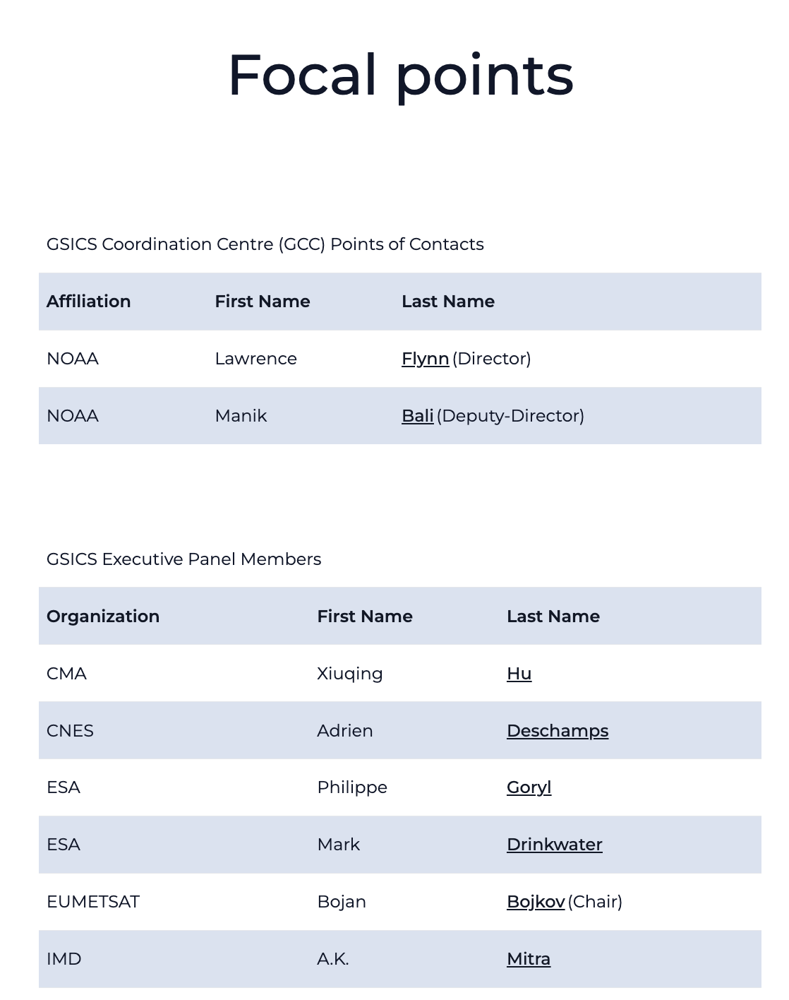 Focal points
GSICS Coordination Centre (GCC) Points of Contacts
Affiliation First Name Last Name
NOAA Lawrence Flynn (Director)
NOAA Manik Bali (Deputy-Director)
GSICS Executive Panel Members
Organization First Name Last Name
CMA Xiuqing Hu
CNES Adrien Deschamps
ESA Philippe Goryl
ESA Mark Drinkwater
EUMETSAT Bojan Bojkov (Chair)
IMD A.K. Mitra